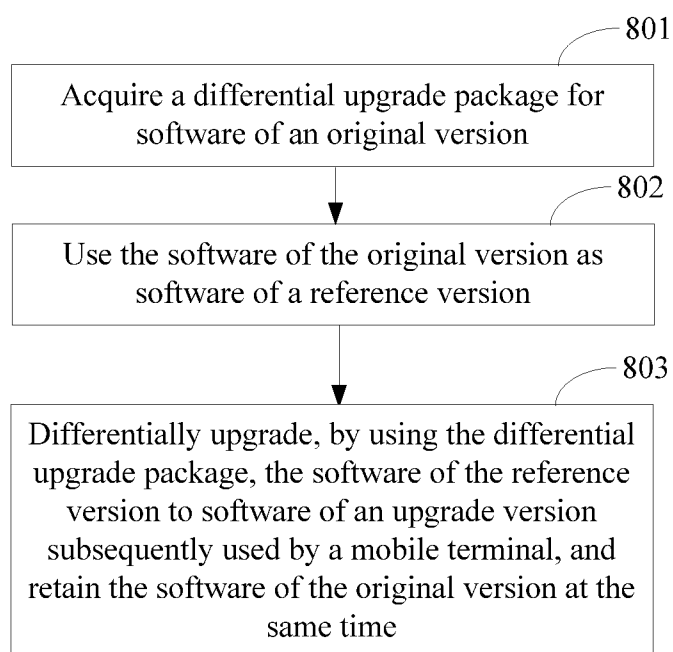 801
Acquire a differential upgrade package for
software of an original version
802
Use the software of the original version as
software of a reference version
803
Differentially upgrade, by using the differential
upgrade package, the software of the reference
version to software of an upgrade version
subsequently used by a mobile terminal, and
retain the software of the original version at the
same time